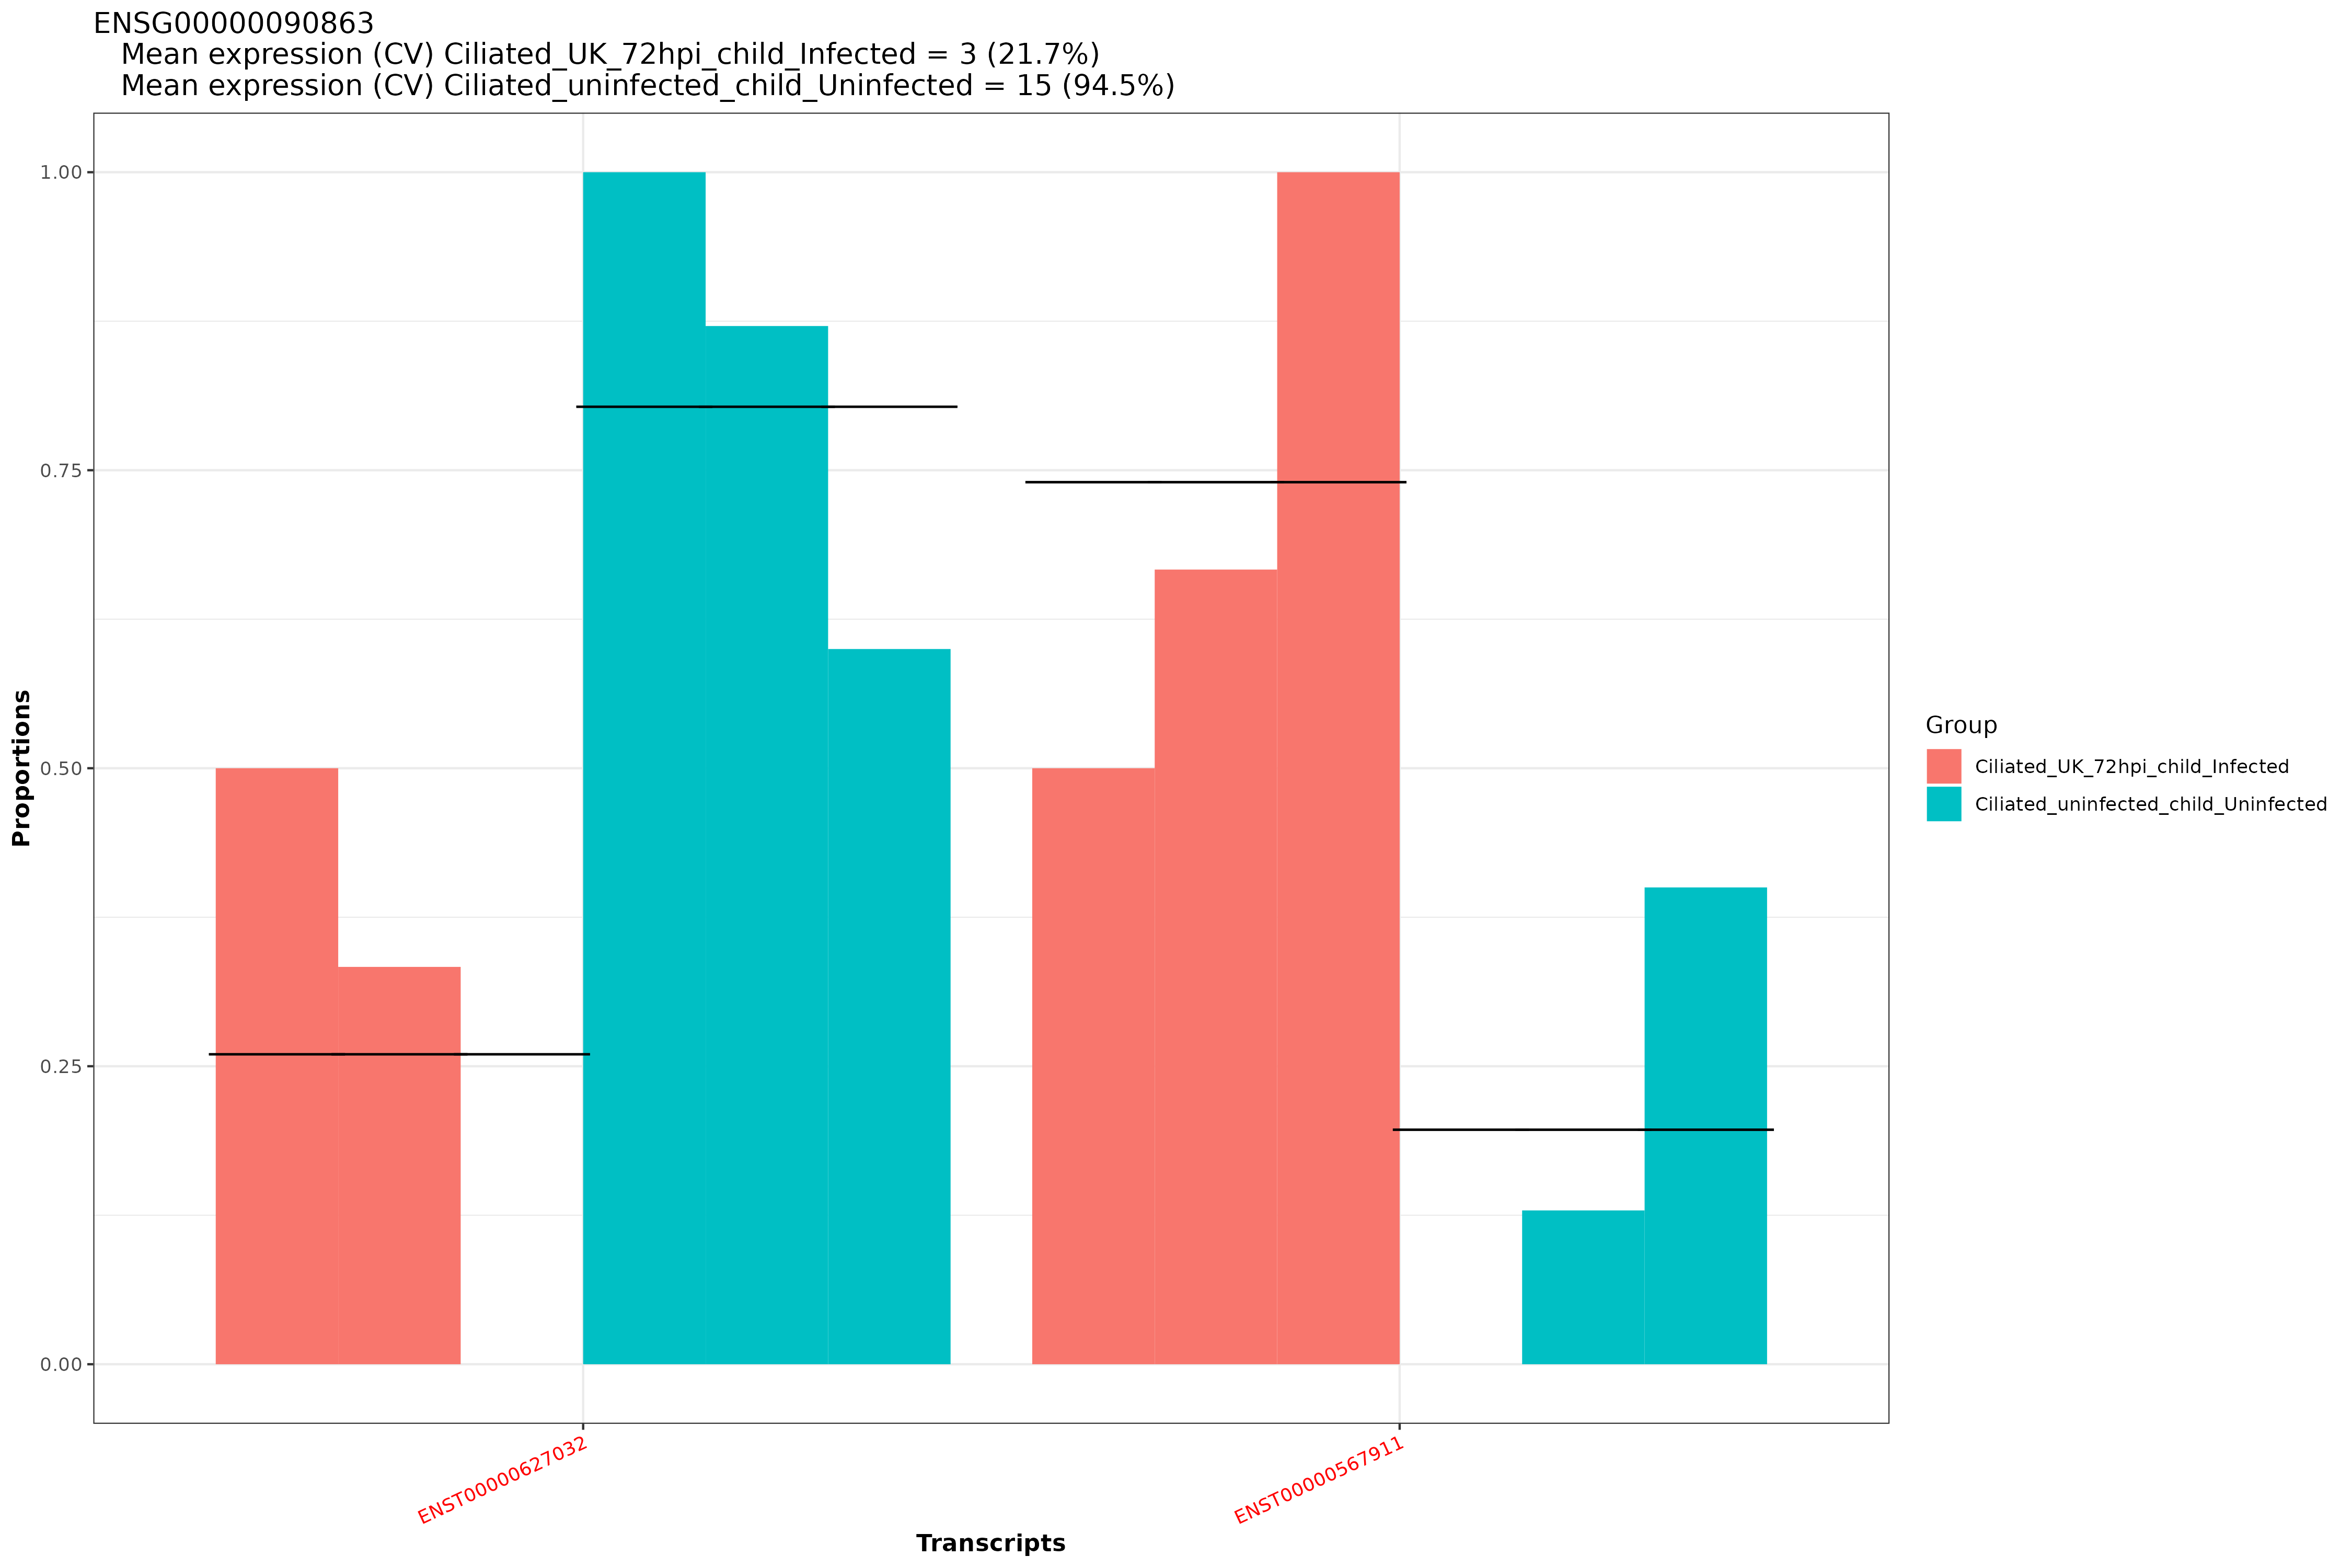 ENSG00000090863
Mean expression (CV) Ciliated_UK_72hpi_child_Infected = 3 (21.7%)
Mean expression (CV) Ciliated_uninfected_child_Uninfected = 15 (94.5%)
1.00
0.75
0.50
0.25
0.00
Proportions
ENST0000627032
ENST00000567911
Transcripts
Group
Ciliated_UK_72hpi_child_Infected
Ciliated_uninfected_child_Uninfected